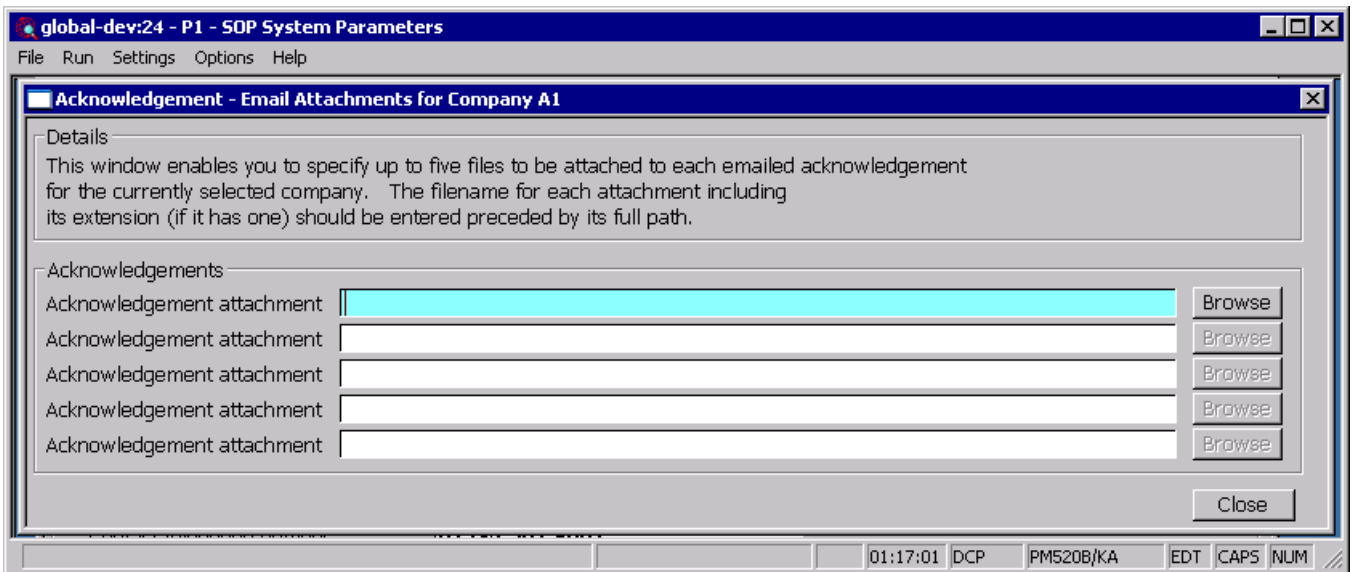 global-dev:24 - P1 - SOP System Parameters
File Run Settings Options Help
Acknowledgement - Email Attachments for Company A1
Details
This window enables you to specify up to five files to be attached to each emailed acknowledgement
for the currently selected company. The filename for each attachment including
its extension (if it has one) should be entered preceded by its full path.
Acknowledgements
Acknowledgement attachment Browse
Acknowledgement attachment Browse
Acknowledgement attachment Browse
Acknowledgement attachment Browse
Acknowledgement attachment Browse
Close
01:17:01 DCP PM520B/KA EDT CAPS NUM